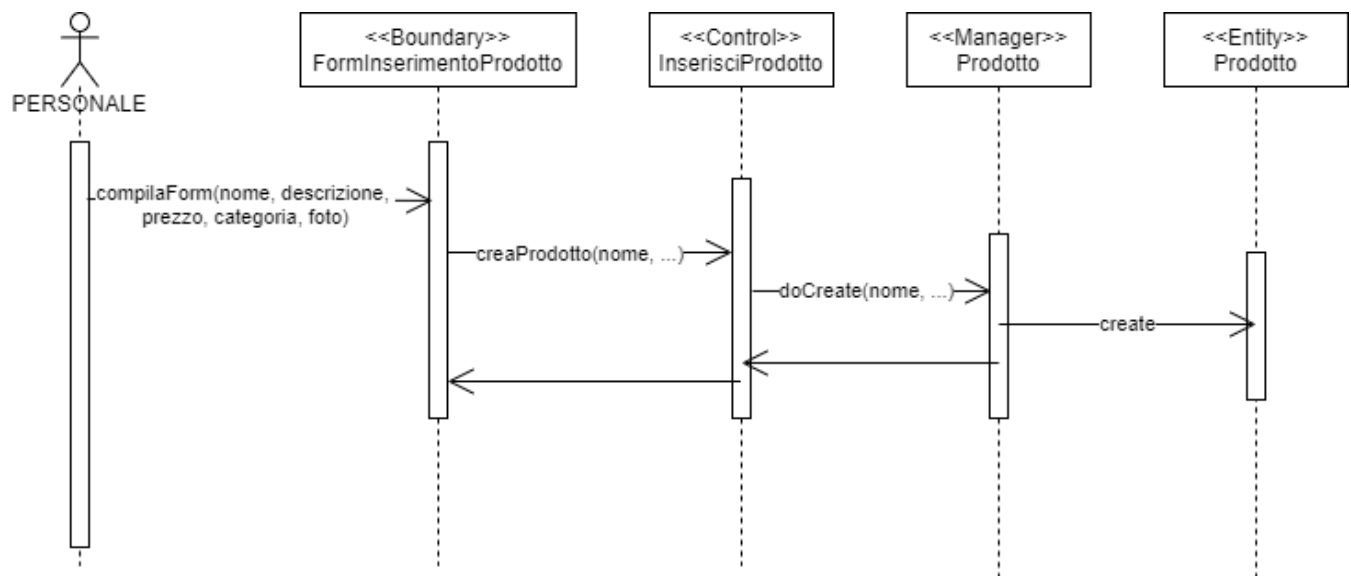 <<Boundary>>
FormInserimentoProdotto
<<Control>>
InserisciProdotto
<<Manager>>
Prodotto
<<Entity>>
Prodotto
PERSONALE
compilaForm(nome, descrizione,
prezzo, categoria, foto)
creaProdotto(nome, ...)
doCreate(nome, ...)
create